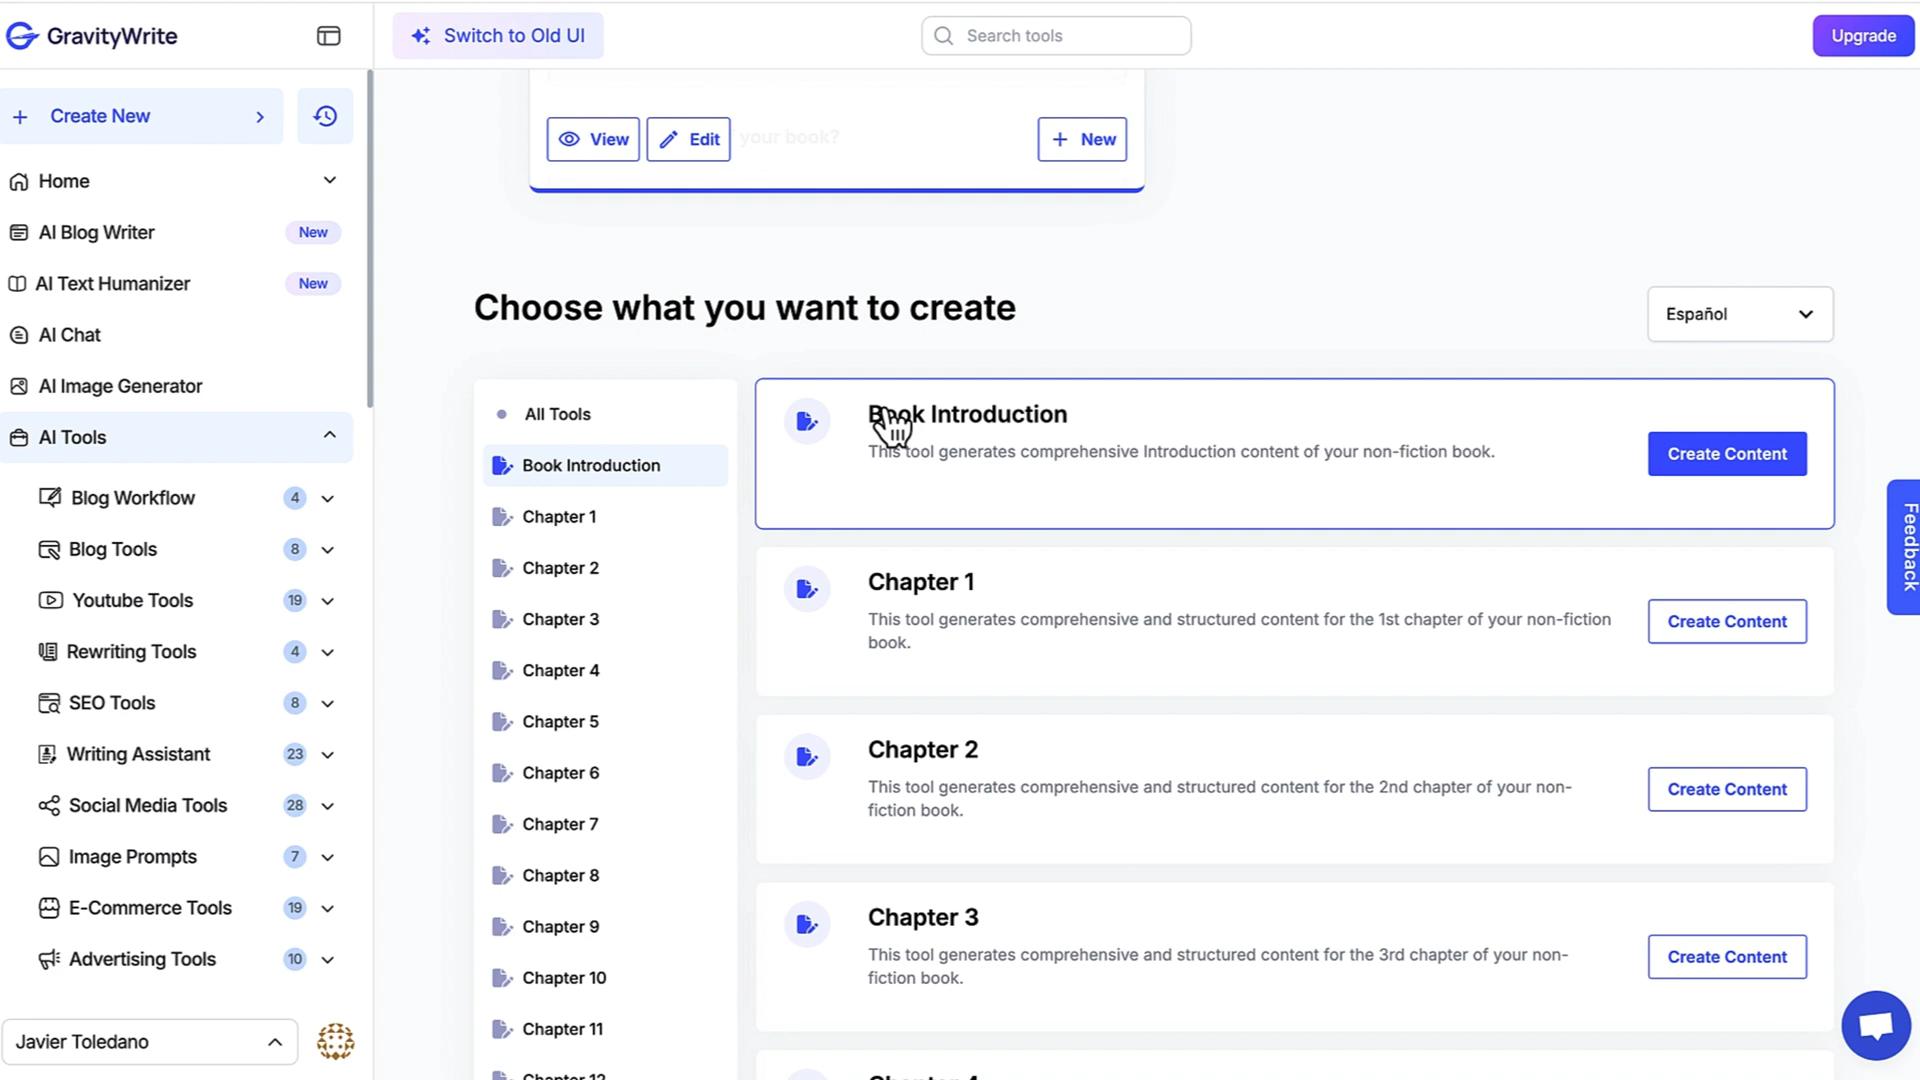 GravityWrite
Switch to Old UI
Search tools
Upgrade
Create New
Home
AI Blog Writer New
AI Text Humanizer New
AI Chat
AI Image Generator
AI Tools
Blog Workflow 4
Blog Tools 8
Youtube Tools 19
Rewriting Tools 4
SEO Tools 8
Writing Assistant 23
Social Media Tools 28
Image Prompts 7
E-Commerce Tools 19
Advertising Tools 10
Javier Toledano
View
Edit
your book?
New
Choose what you want to create
Español
All Tools
Book Introduction
Chapter 1
Chapter 2
Chapter 3
Chapter 4
Chapter 5
Chapter 6
Chapter 7
Chapter 8
Chapter 9
Chapter 10
Chapter 11
Chapter 12
Book Introduction
This tool generates comprehensive Introduction content of your non-fiction book.
Create Content
Chapter 1
This tool generates comprehensive and structured content for the 1st chapter of your non-fiction
book.
Create Content
Chapter 2
This tool generates comprehensive and structured content for the 2nd chapter of your non-
fiction book.
Create Content
Chapter 3
This tool generates comprehensive and structured content for the 3rd chapter of your non-
fiction book.
Create Content
Chapter 4
Feedback